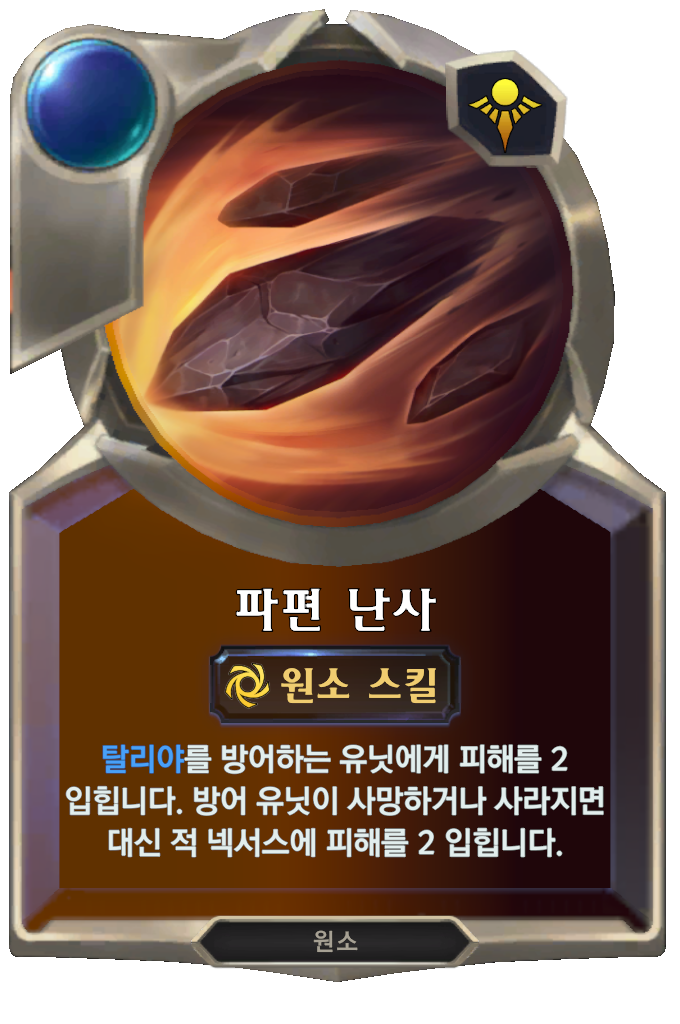 파편 난사
원소 스킬
탈리야를 방어하는 유닛에게 피해를 2
입힙니다. 방어 유닛이 사망하거나 사라지면
대신 적 넥서스에 피해를 2 입힙니다.
원소